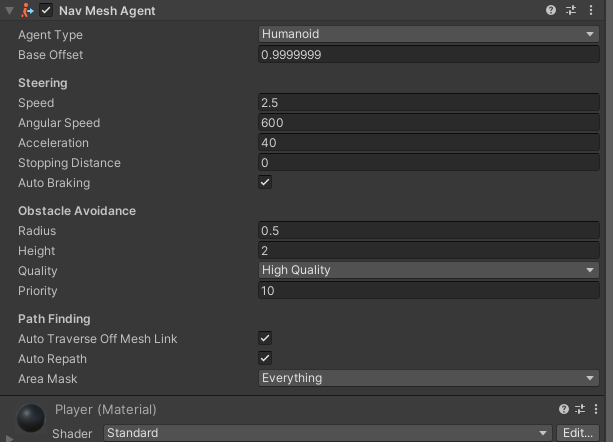 Nav Mesh Agent
Agent Type Humanoid
Base Offset 0.9999999
Steering
Speed 2.5
Angular Speed 600
Acceleration 40
Stopping Distance 0
Auto Braking
Obstacle Avoidance
Radius 0.5
Height 2
Quality High Quality
Priority 10
Path Finding
Auto Traverse Off Mesh Link
Auto Repath
Area Mask Everything
Player (Material)
Shader Standard Edit...